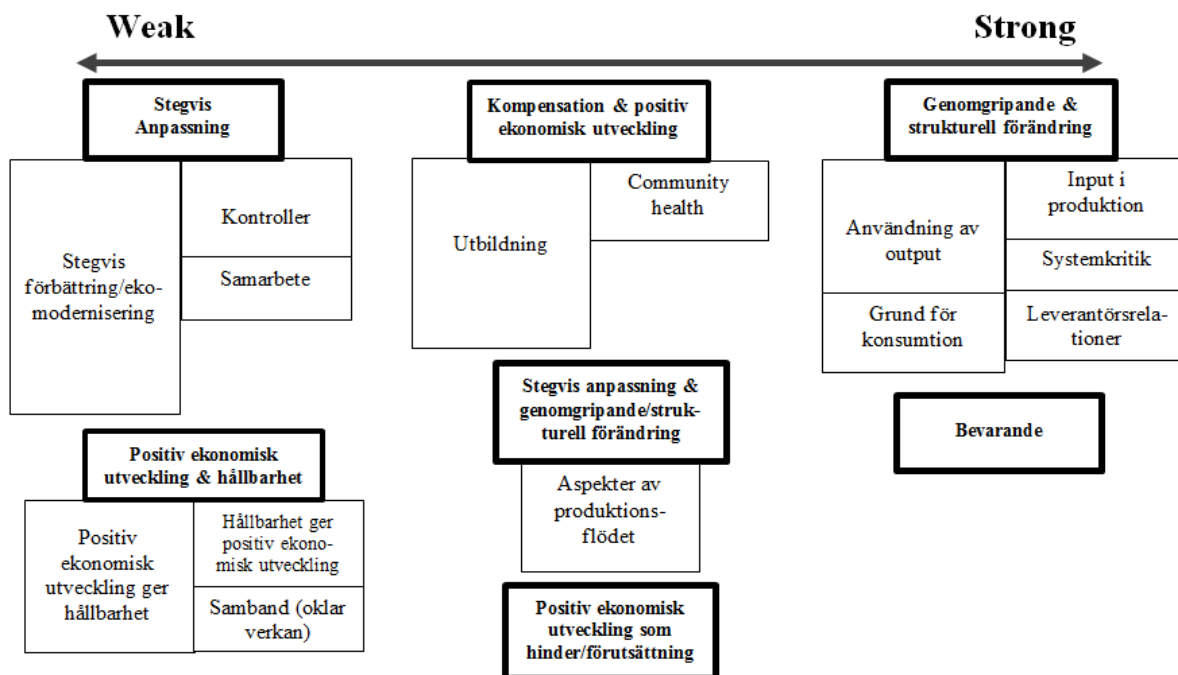 Weak
Strong
Stegvis
Anpassning
Stegvis
förbättring/eko-
modernisering
Kontroller
Samarbete
Positiv ekonomisk
utveckling & hållbarhet
Positiv
ekonomisk
utveckling ger
hållbarhet
Hållbarhet ger
positiv ekono-
misk utveckling
Samband (oklar
verkan)
Kompensation & positiv
ekonomisk utveckling
Utbildning
Community
health
Stegvis anpassning &
genomgripande/struk-
turell förändring
Aspekter av
produktions-
flödet
Positiv ekonomisk
utveckling som
hinder/förutsättning
Genomgripande &
strukturell förändring
Användning av
output
Grund för
konsumtion
Input i
produktion
Systemkritik
Leverantörsrela-
tioner
Bevarande